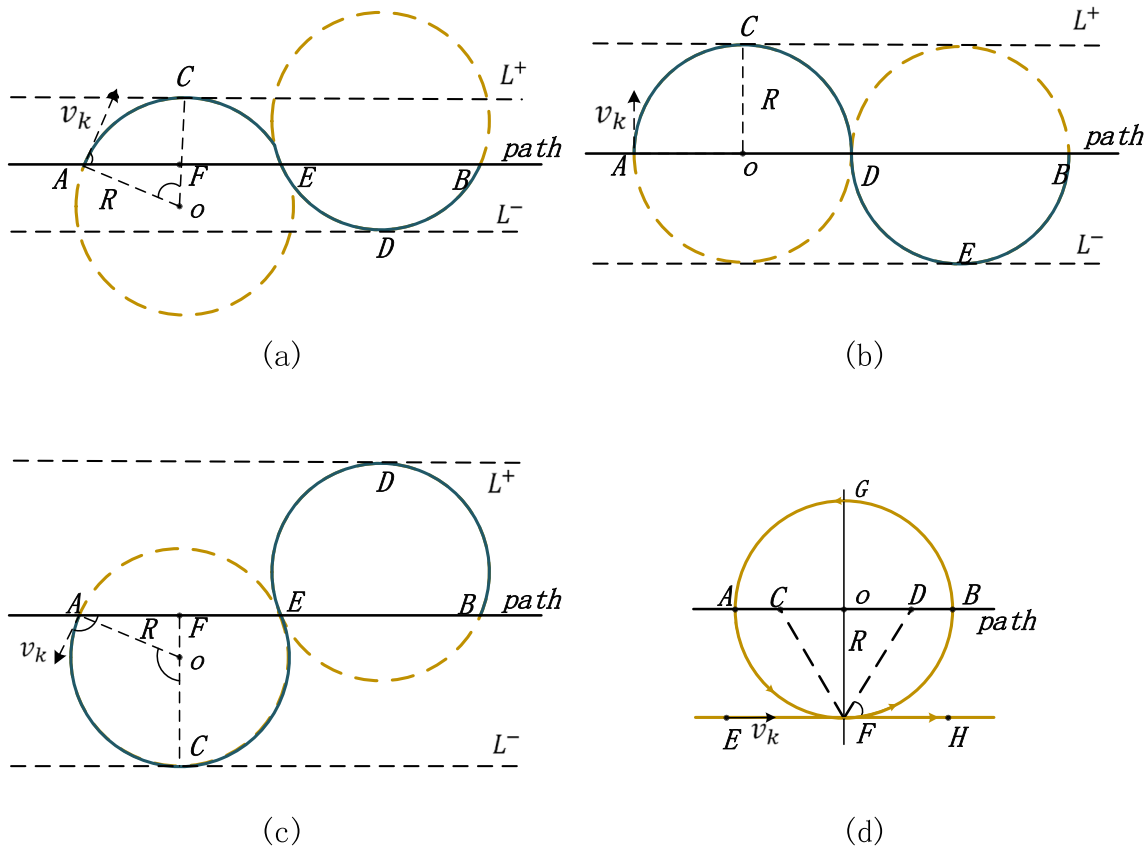 C
L⁺
v_k
path
A
F
E
B
R
o
L⁻
D
(a)
C
L⁺
R
v_k
path
A
o
D
B
L⁻
E
(b)
D
L⁺
A
E
B
path
R
F
v_k
o
C
L⁻
(c)
G
A
C
o
D
B
path
R
E
v_k
F
H
(d)